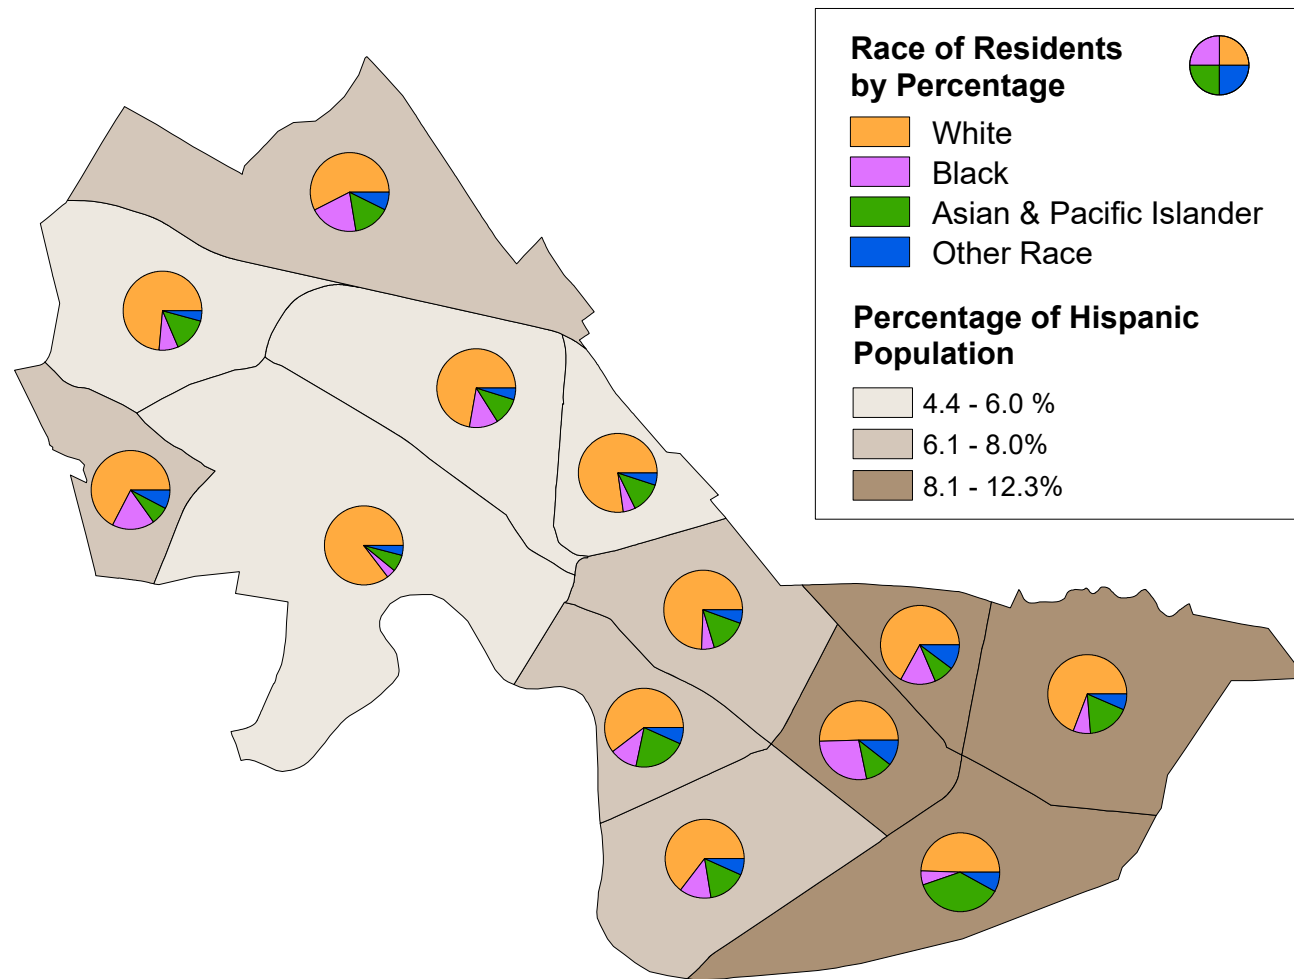 Race of Residents
by Percentage
White
Black
Asian & Pacific Islander
Other Race
Percentage of Hispanic
Population
4.4 - 6.0 %
6.1 - 8.0%
8.1 - 12.3%